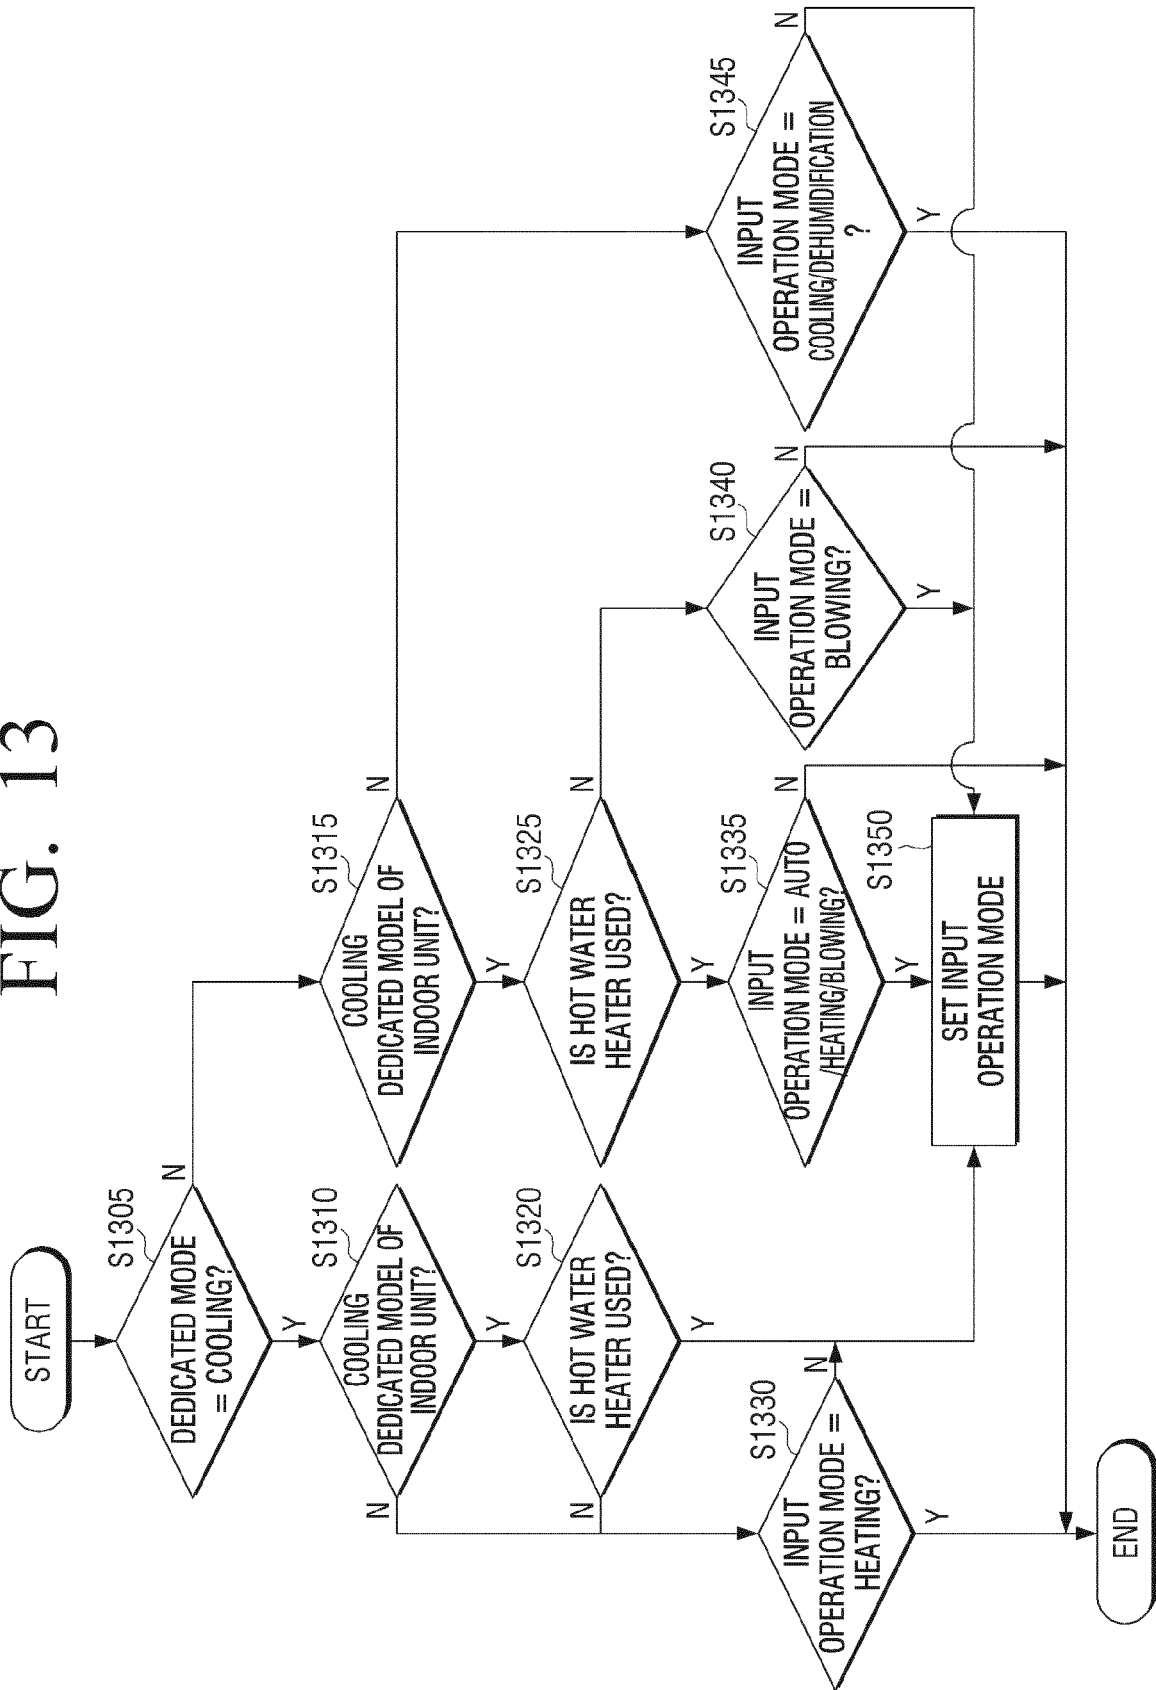 FIG. 13
START
S1305
DEDICATED MODE
= COOLING?
N
Y
S1310
COOLING
DEDICATED MODEL OF
INDOOR UNIT?
N
Y
S1315
COOLING
DEDICATED MODEL OF
INDOOR UNIT?
N
Y
S1320
IS HOT WATER
HEATER USED?
N
Y
S1325
IS HOT WATER
HEATER USED?
N
Y
S1330
INPUT
OPERATION MODE =
HEATING?
N
Y
S1335
INPUT
OPERATION MODE = AUTO
/HEATING/BLOWING?
N
Y
S1340
INPUT
OPERATION MODE =
BLOWING?
N
Y
S1345
INPUT
OPERATION MODE =
COOLING/DEHUMIDIFICATION
?
N
Y
S1350
SET INPUT
OPERATION MODE
END